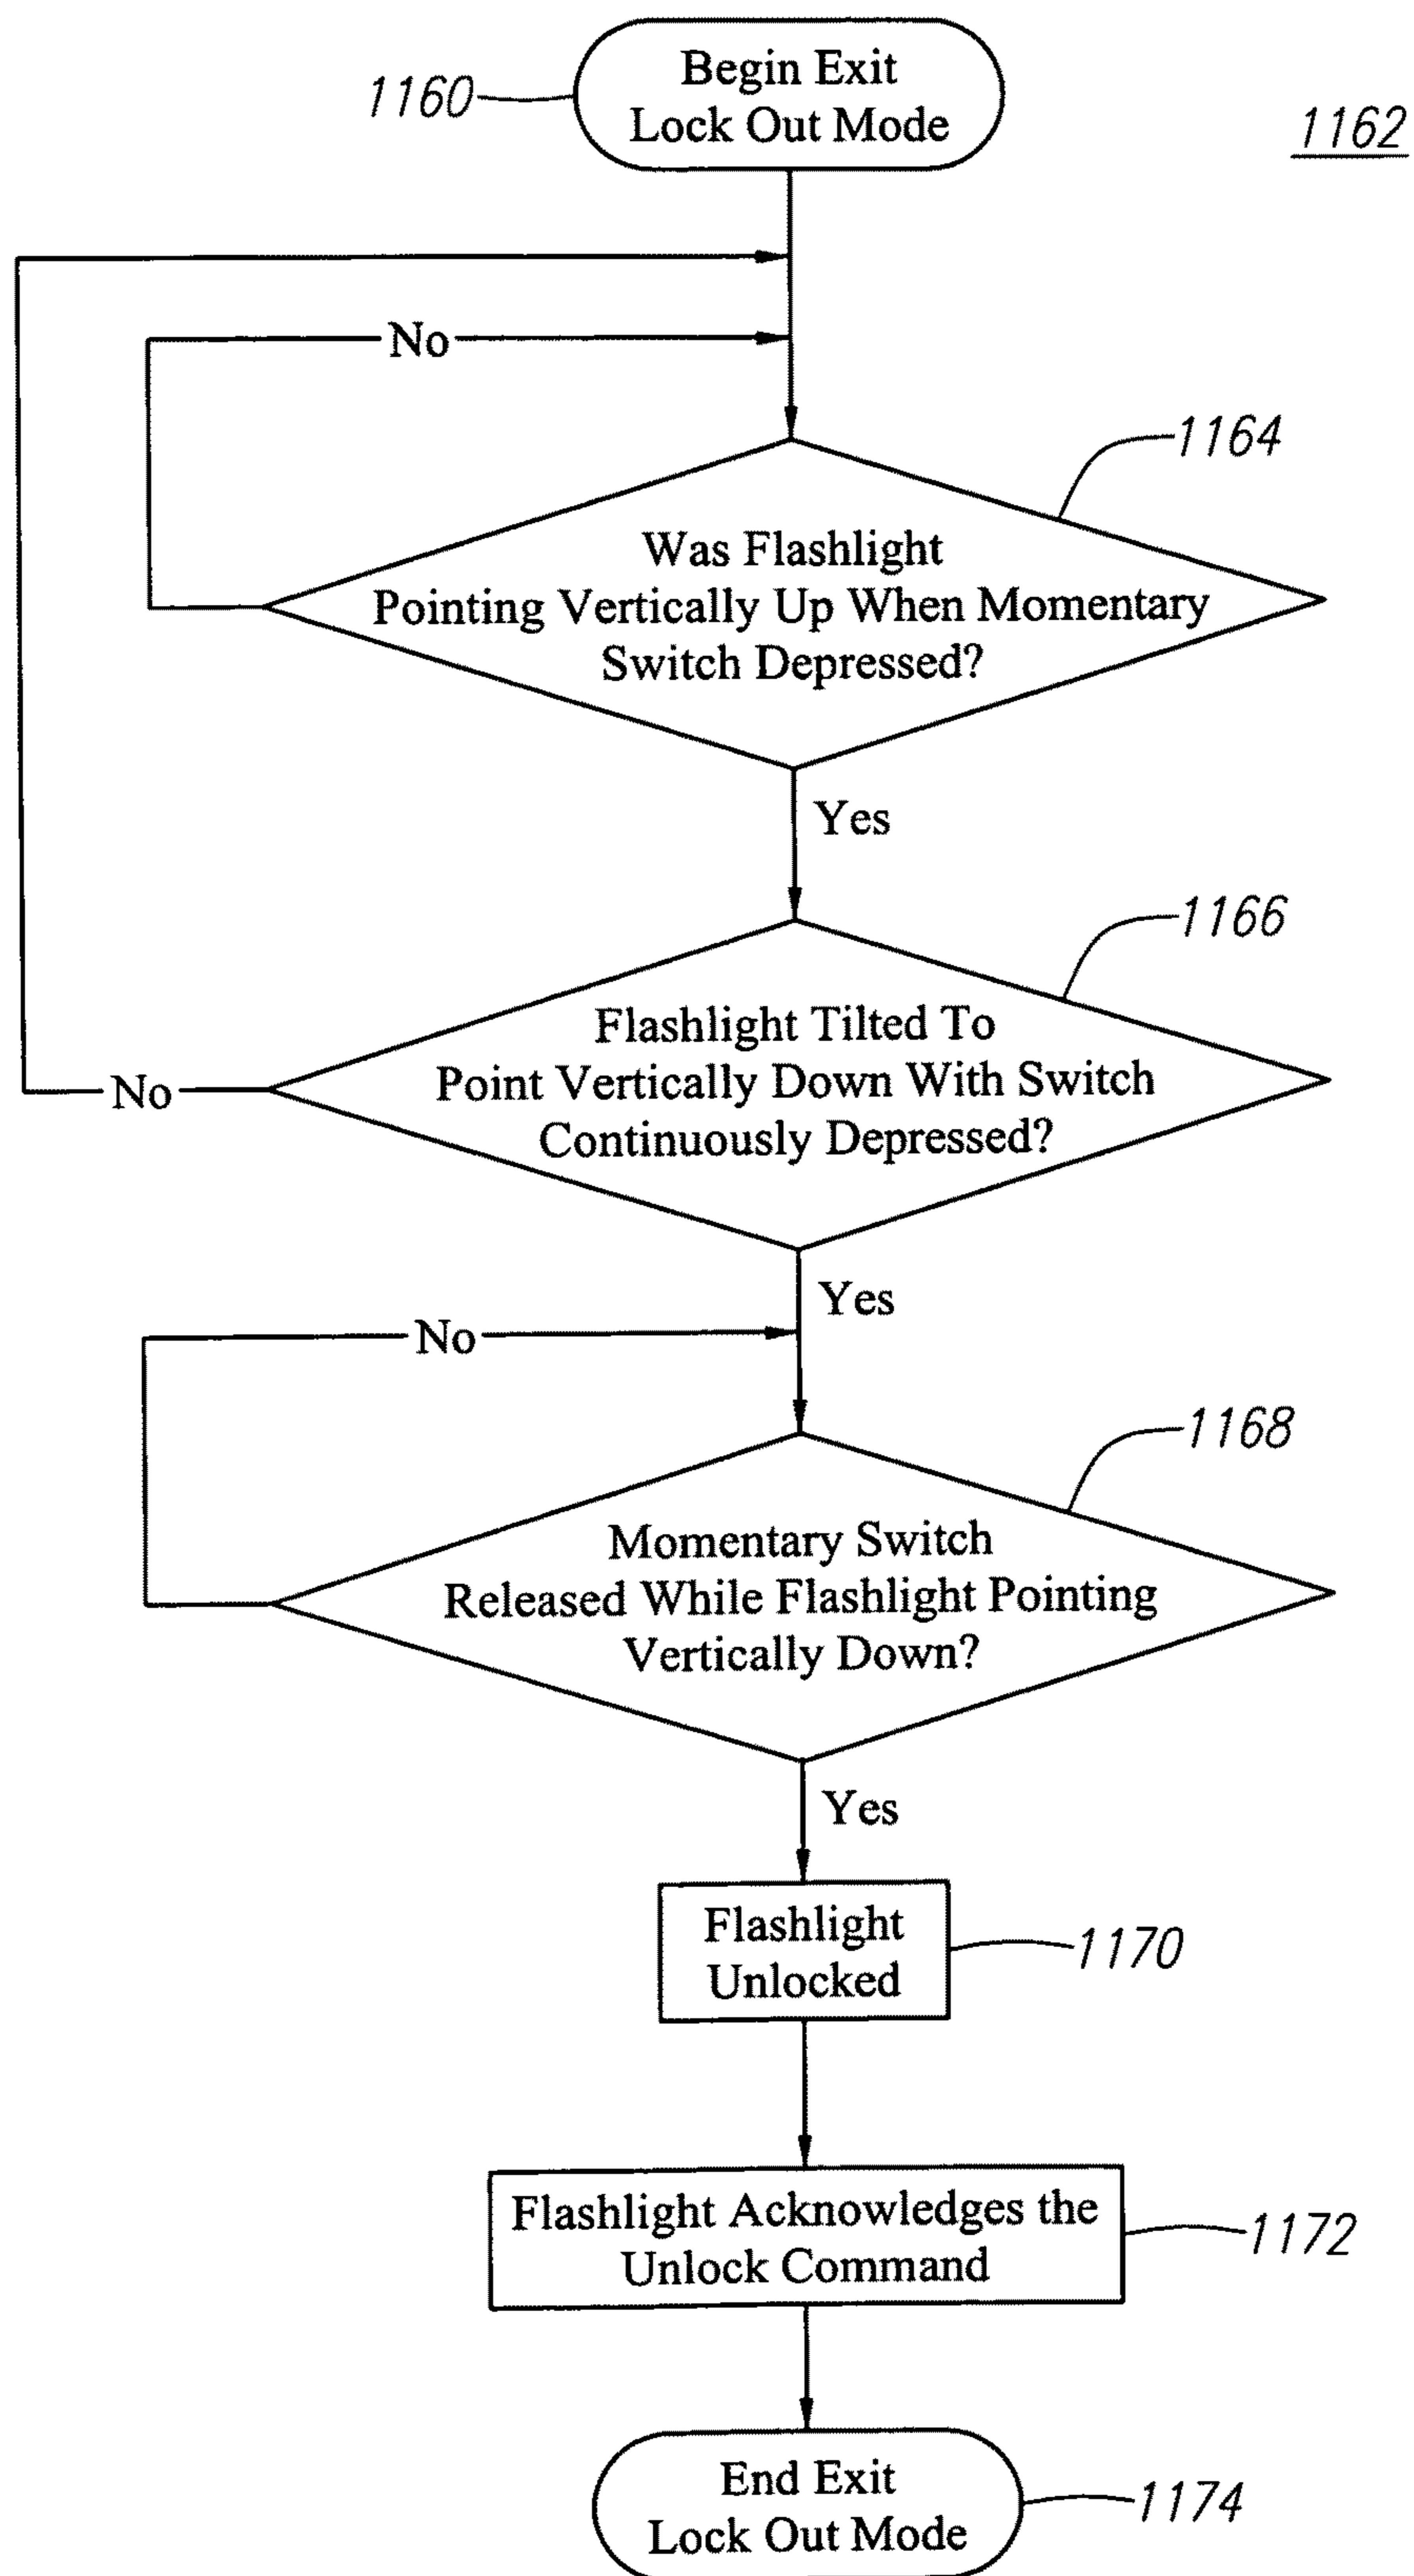 Begin Exit
Lock Out Mode
1160
1162
No
1164
Was Flashlight
Pointing Vertically Up When Momentary
Switch Depressed?
Yes
1166
Flashlight Tilted To
Point Vertically Down With Switch
Continuously Depressed?
No
Yes
No
1168
Momentary Switch
Released While Flashlight Pointing
Vertically Down?
Yes
Flashlight
Unlocked
1170
Flashlight Acknowledges the
Unlock Command
1172
End Exit
Lock Out Mode
1174